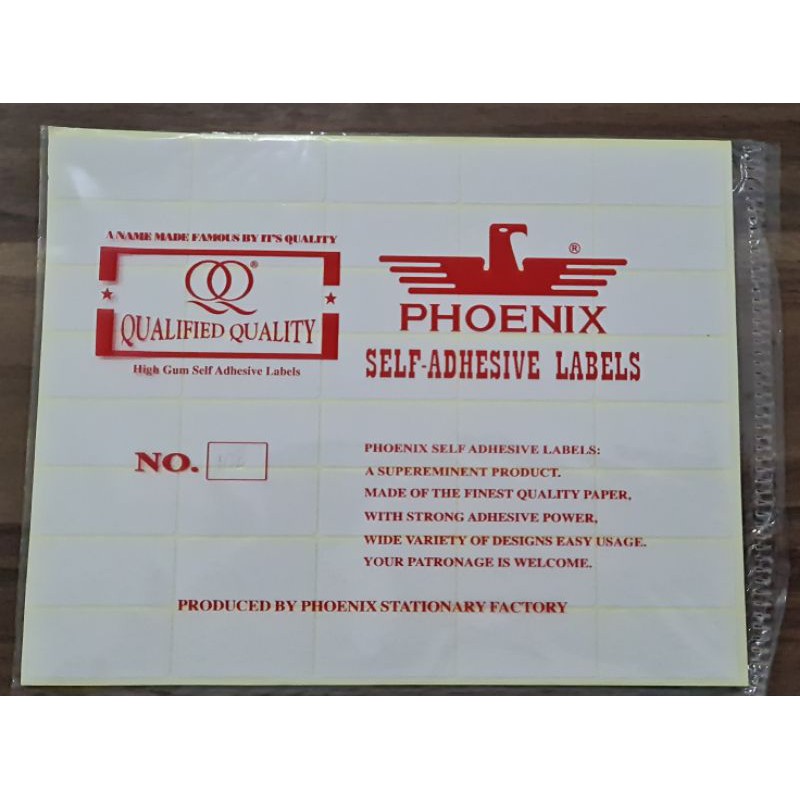 A NAME MADE FAMOUS BY IT'S QUALITY
QQ®
QUALIFIED QUALITY
High Gum Self Adhesive Labels
®
PHOENIX
SELF-ADHESIVE LABELS
NO.
PHOENIX SELF ADHESIVE LABELS:
A SUPEREMINENT PRODUCT.
MADE OF THE FINEST QUALITY PAPER,
WITH STRONG ADHESIVE POWER,
WIDE VARIETY OF DESIGNS EASY USAGE.
YOUR PATRONAGE IS WELCOME.
PRODUCED BY PHOENIX STATIONARY FACTORY